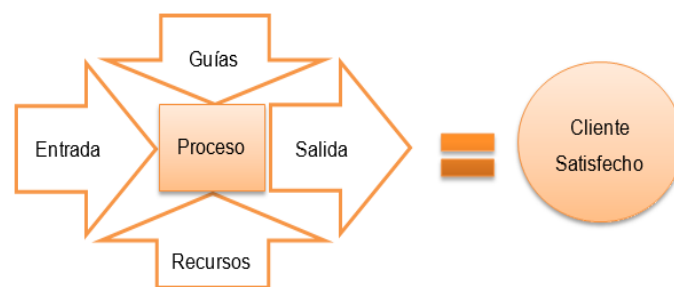 Guías
Entrada
Proceso
Salida
Cliente
Satisfecho
Recursos